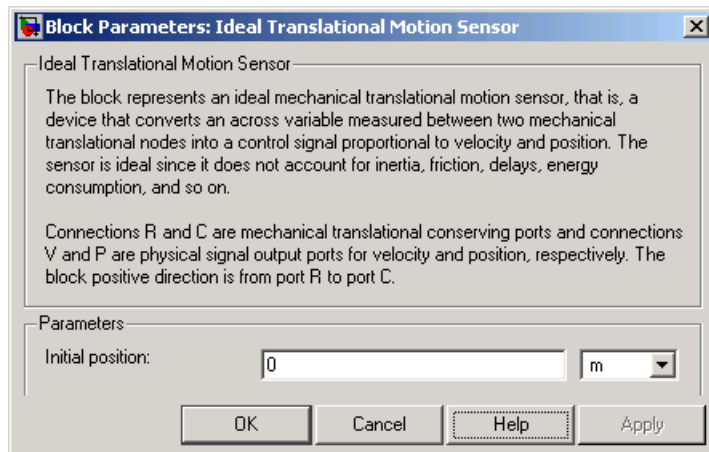 Block Parameters: Ideal Translational Motion Sensor
Ideal Translational Motion Sensor
The block represents an ideal mechanical translational motion sensor, that is, a
device that converts an across variable measured between two mechanical
translational nodes into a control signal proportional to velocity and position. The
sensor is ideal since it does not account for inertia, friction, delays, energy
consumption, and so on.
Connections R and C are mechanical translational conserving ports and connections
V and P are physical signal output ports for velocity and position, respectively. The
block positive direction is from port R to port C.
Parameters
Initial position: 0 m
OK Cancel Help Apply